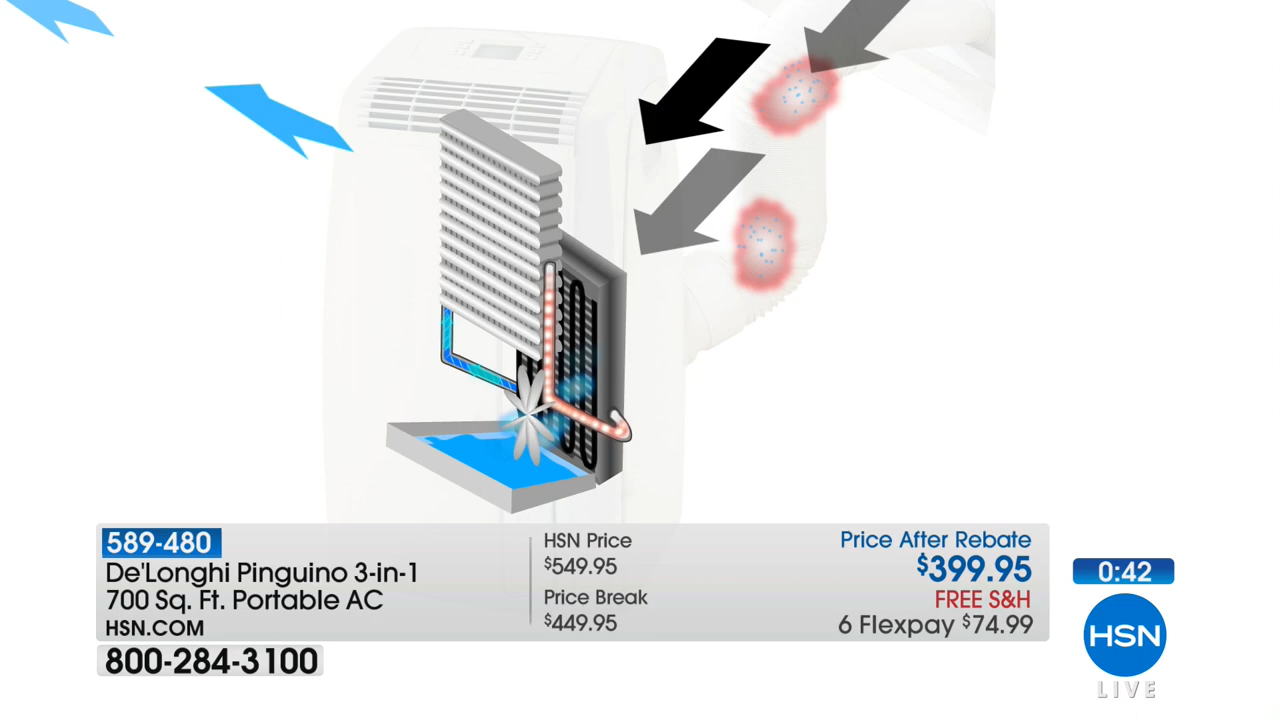 589-480
De'Longhi Pinguino 3-in-1
700 Sq. Ft. Portable AC
HSN.COM
800-284-3100
HSN Price
$549.95
Price Break
$449.95
Price After Rebate
$399.95
FREE S&H
6 Flexpay $74.99
0:42
HSN
LIVE